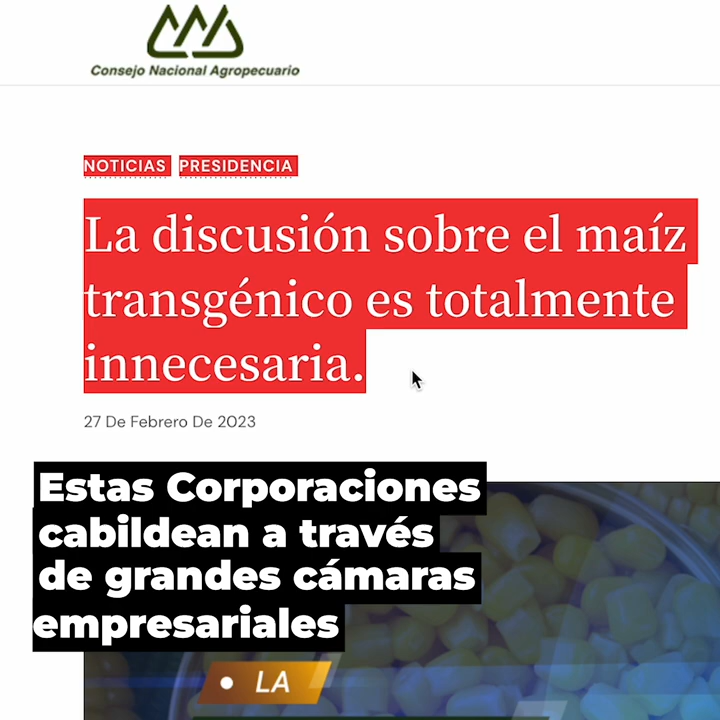 Consejo Nacional Agropecuario
NOTICIAS PRESIDENCIA
La discusión sobre el maíz
transgénico es totalmente
innecesaria.
27 De Febrero De 2023
Estas Corporaciones
cabildean a través
de grandes cámaras
empresariales
LA